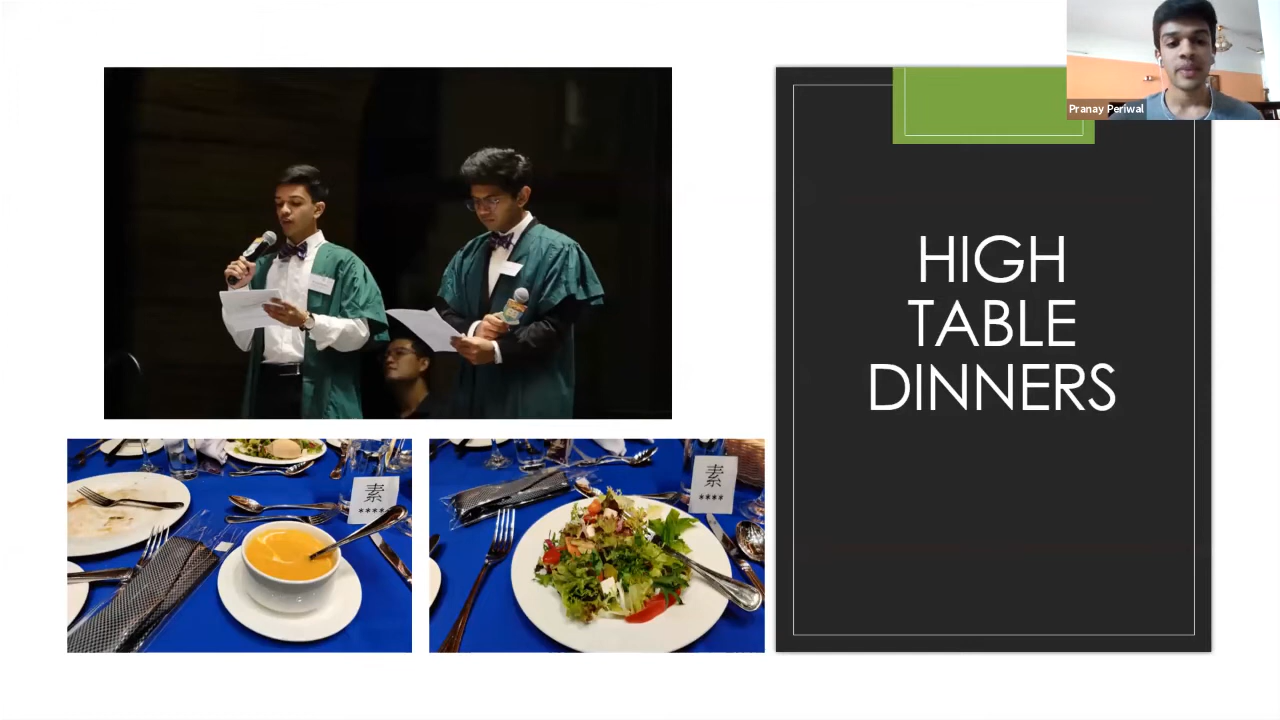 Pranay Periwal
HIGH
TABLE
DINNERS
素
*****
素
****